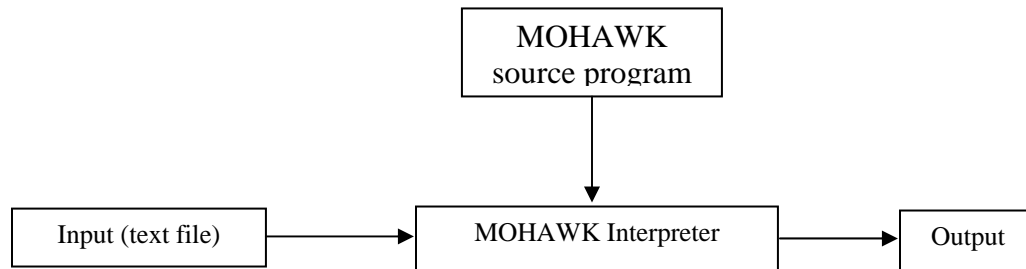 MOHAWK
source program
Input (text file)
MOHAWK Interpreter
Output